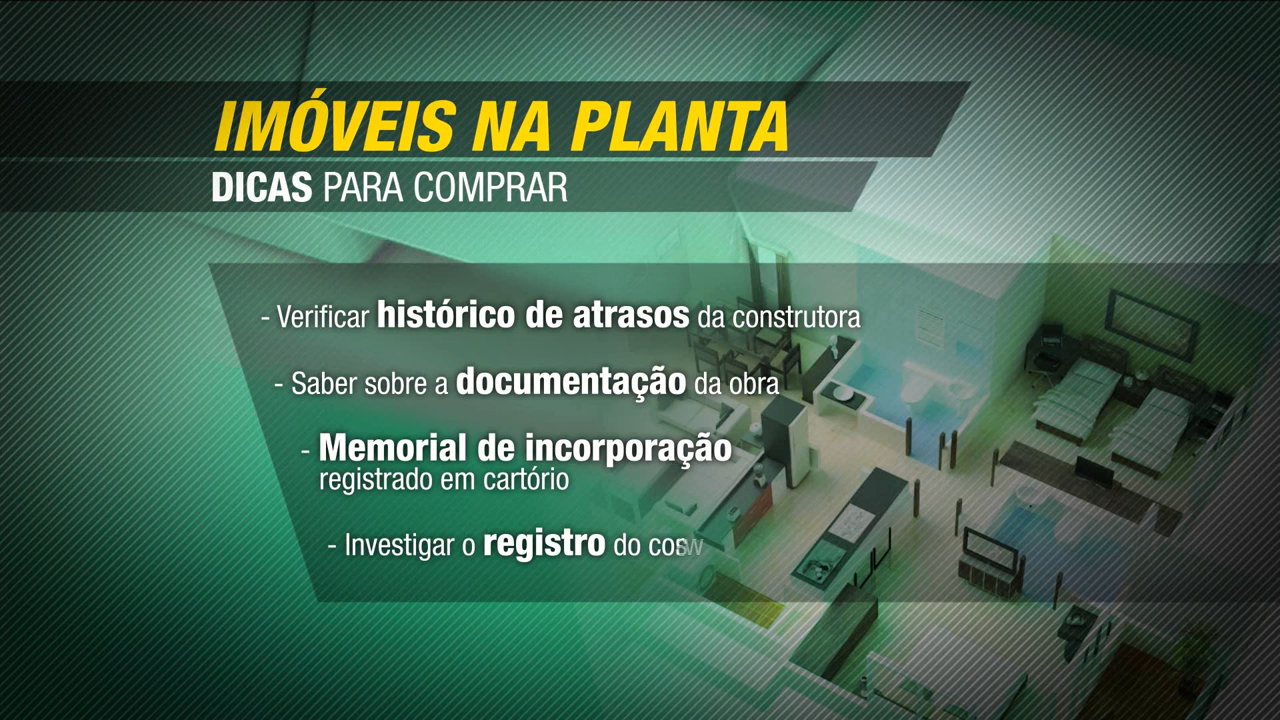 IMÓVEIS NA PLANTA
DICAS PARA COMPRAR
- Verificar histórico de atrasos da construtora
- Saber sobre a documentação da obra
- Memorial de incorporação
registrado em cartório
- Investigar o registro do